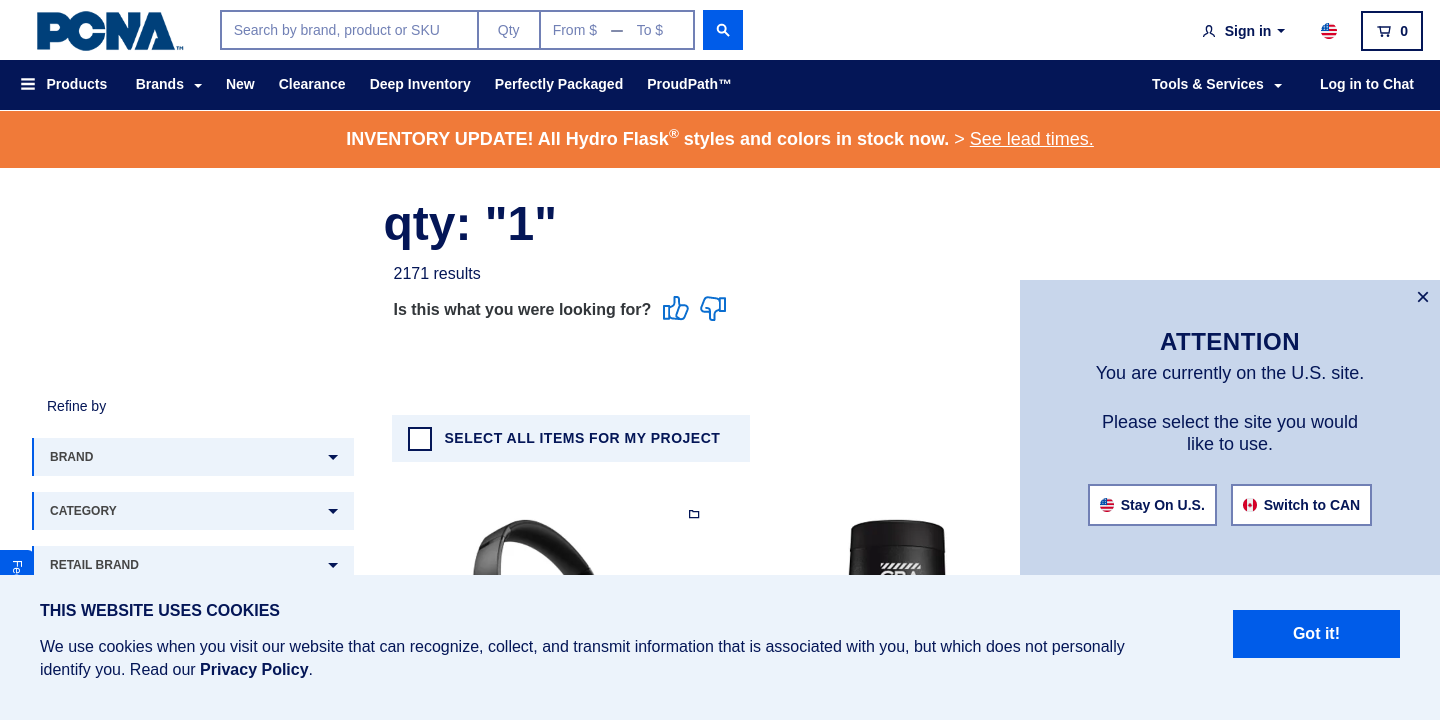 PCNA™
Search by brand, product or SKU
Qty
From $ — To $
Sign in
0
Products
Brands
New
Clearance
Deep Inventory
Perfectly Packaged
ProudPath™
Tools & Services
Log in to Chat
INVENTORY UPDATE! All Hydro Flask® styles and colors in stock now. > See lead times.
qty: "1"
2171 results
Is this what you were looking for?
×
ATTENTION
You are currently on the U.S. site.
Please select the site you would
like to use.
Stay On U.S.
Switch to CAN
Refine by
SELECT ALL ITEMS FOR MY PROJECT
BRAND
CATEGORY
RETAIL BRAND
THIS WEBSITE USES COOKIES
We use cookies when you visit our website that can recognize, collect, and transmit information that is associated with you, but which does not personally
identify you. Read our Privacy Policy.
Got it!